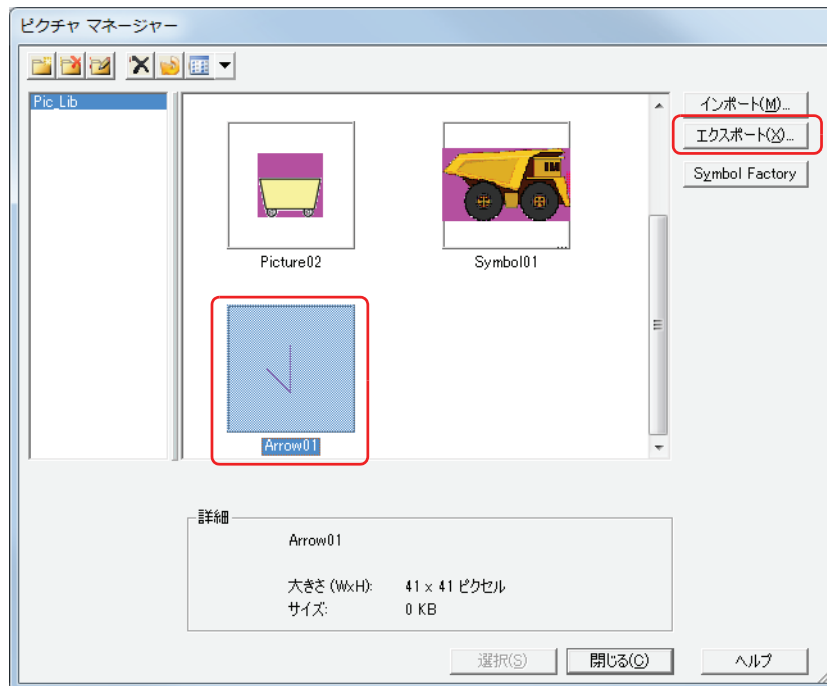 ピクチャ マネージャー
Pic_Lib
Picture02
Symbol01
...
Arrow01
インポート(M)...
エクスポート(X)...
Symbol Factory
詳細
Arrow01
大きさ (WxH): 41 x 41 ピクセル
サイズ: 0 KB
選択(S)
閉じる(C)
ヘルプ